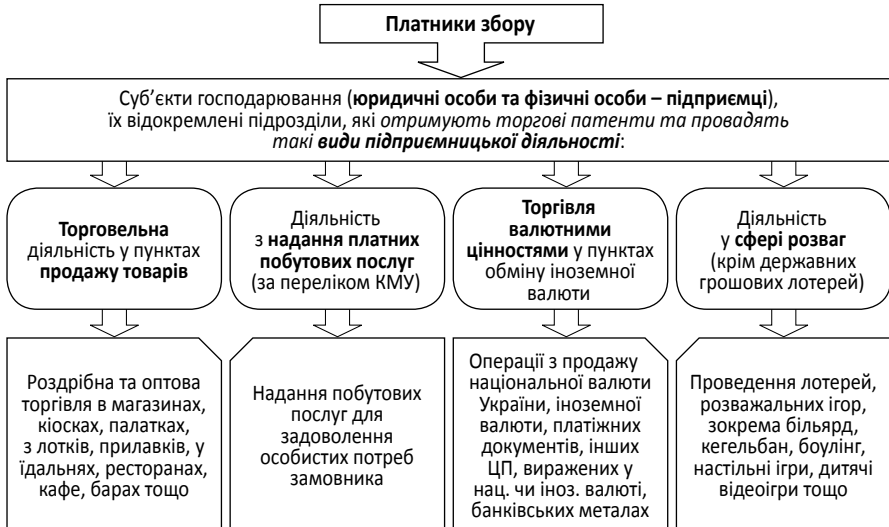 Платники збору
Суб’єкти господарювання (юридичні особи та фізичні особи – підприємці),
їх відокремлені підрозділи, які отримують торгові патенти та провадять
такі види підприємницької діяльності:
Торговельна
діяльність у пунктах
продажу товарів
Діяльність
з надання платних
побутових послуг
(за переліком КМУ)
Торгівля
валютними
цінностями у пунктах
обміну іноземної
валюти
Діяльність
у сфері розваг
(крім державних
грошових лотерей)
Роздрібна та оптова
торгівля в магазинах,
кіосках, палатках,
з лотків, прилавків, у
їдальнях, ресторанах,
кафе, барах тощо
Надання побутових
послуг для
задоволення
особистих потреб
замовника
Операції з продажу
національної валюти
України, іноземної
валюти, платіжних
документів, інших
ЦП, виражених у
нац. чи іноз. валюті,
банківських металах
Проведення лотерей,
розважальних ігор,
зокрема більярд,
кегельбан, боулінг,
настільні ігри, дитячі
відеоігри тощо